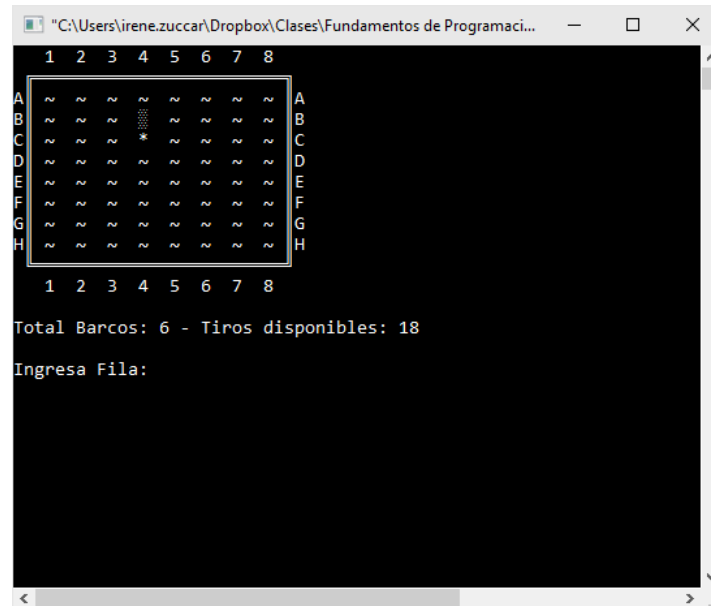 "C:\Users\irene.zuccar\Dropbox\Clases\Fundamentos de Programaci...
1 2 3 4 5 6 7 8
A ~ ~ ~ ~ ~ ~ ~ ~ A
B ~ ~ ~ ░ ~ ~ ~ ~ B
C ~ ~ ~ * ~ ~ ~ ~ C
D ~ ~ ~ ~ ~ ~ ~ ~ D
E ~ ~ ~ ~ ~ ~ ~ ~ E
F ~ ~ ~ ~ ~ ~ ~ ~ F
G ~ ~ ~ ~ ~ ~ ~ ~ G
H ~ ~ ~ ~ ~ ~ ~ ~ H
1 2 3 4 5 6 7 8
Total Barcos: 6 - Tiros disponibles: 18
Ingresa Fila: